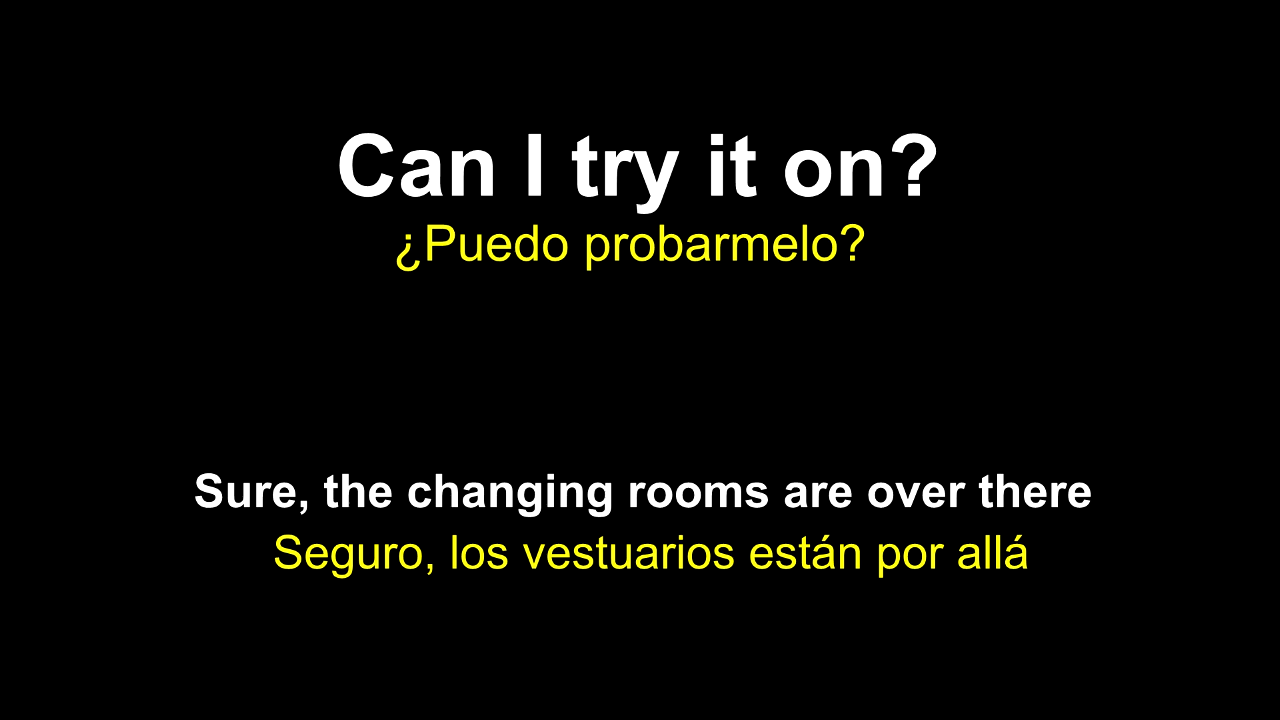 Can I try it on?
¿Puedo probarmelo?
Sure, the changing rooms are over there
Seguro, los vestuarios están por allá